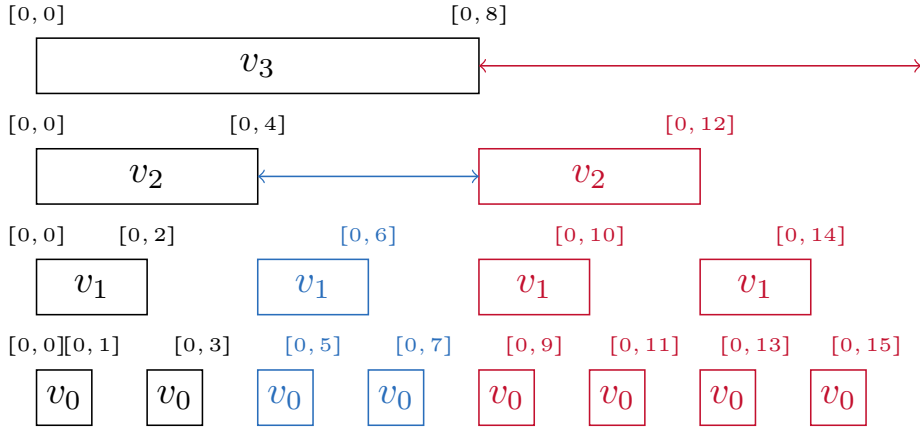 [0, 0] [0, 8]
v₃
[0, 0] [0, 4] [0, 12]
v₂ v₂
[0, 0] [0, 2] [0, 6] [0, 10] [0, 14]
v₁ v₁ v₁ v₁
[0, 0] [0, 1] [0, 3] [0, 5] [0, 7] [0, 9] [0, 11] [0, 13] [0, 15]
v₀ v₀ v₀ v₀ v₀ v₀ v₀ v₀